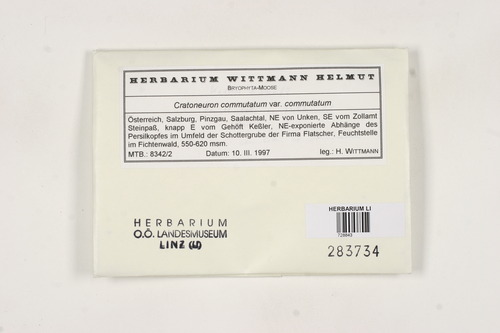 HERBARIUM WITTMANN HELMUT
BRYOPHYTA-MOOSE
Cratoneuron commutatum var. commutatum
Österreich, Salzburg, Pinzgau, Saalachtal, NE von Unken, SE vom Zollamt
Steinpaß, knapp E vom Gehöft Keßler, NE-exponierte Abhänge des
Persilkopfes im Umfeld der Schottergrube der Firma Flatscher, Feuchtstelle
im Fichtenwald, 550-620 msm.
MTB.: 8342/2 Datum: 10. III. 1997 leg.: H. WITTMANN
HERBARIUM LI
HERBARIUM
O.Ö. LANDESMUSEUM
LINZ (LI)
283734